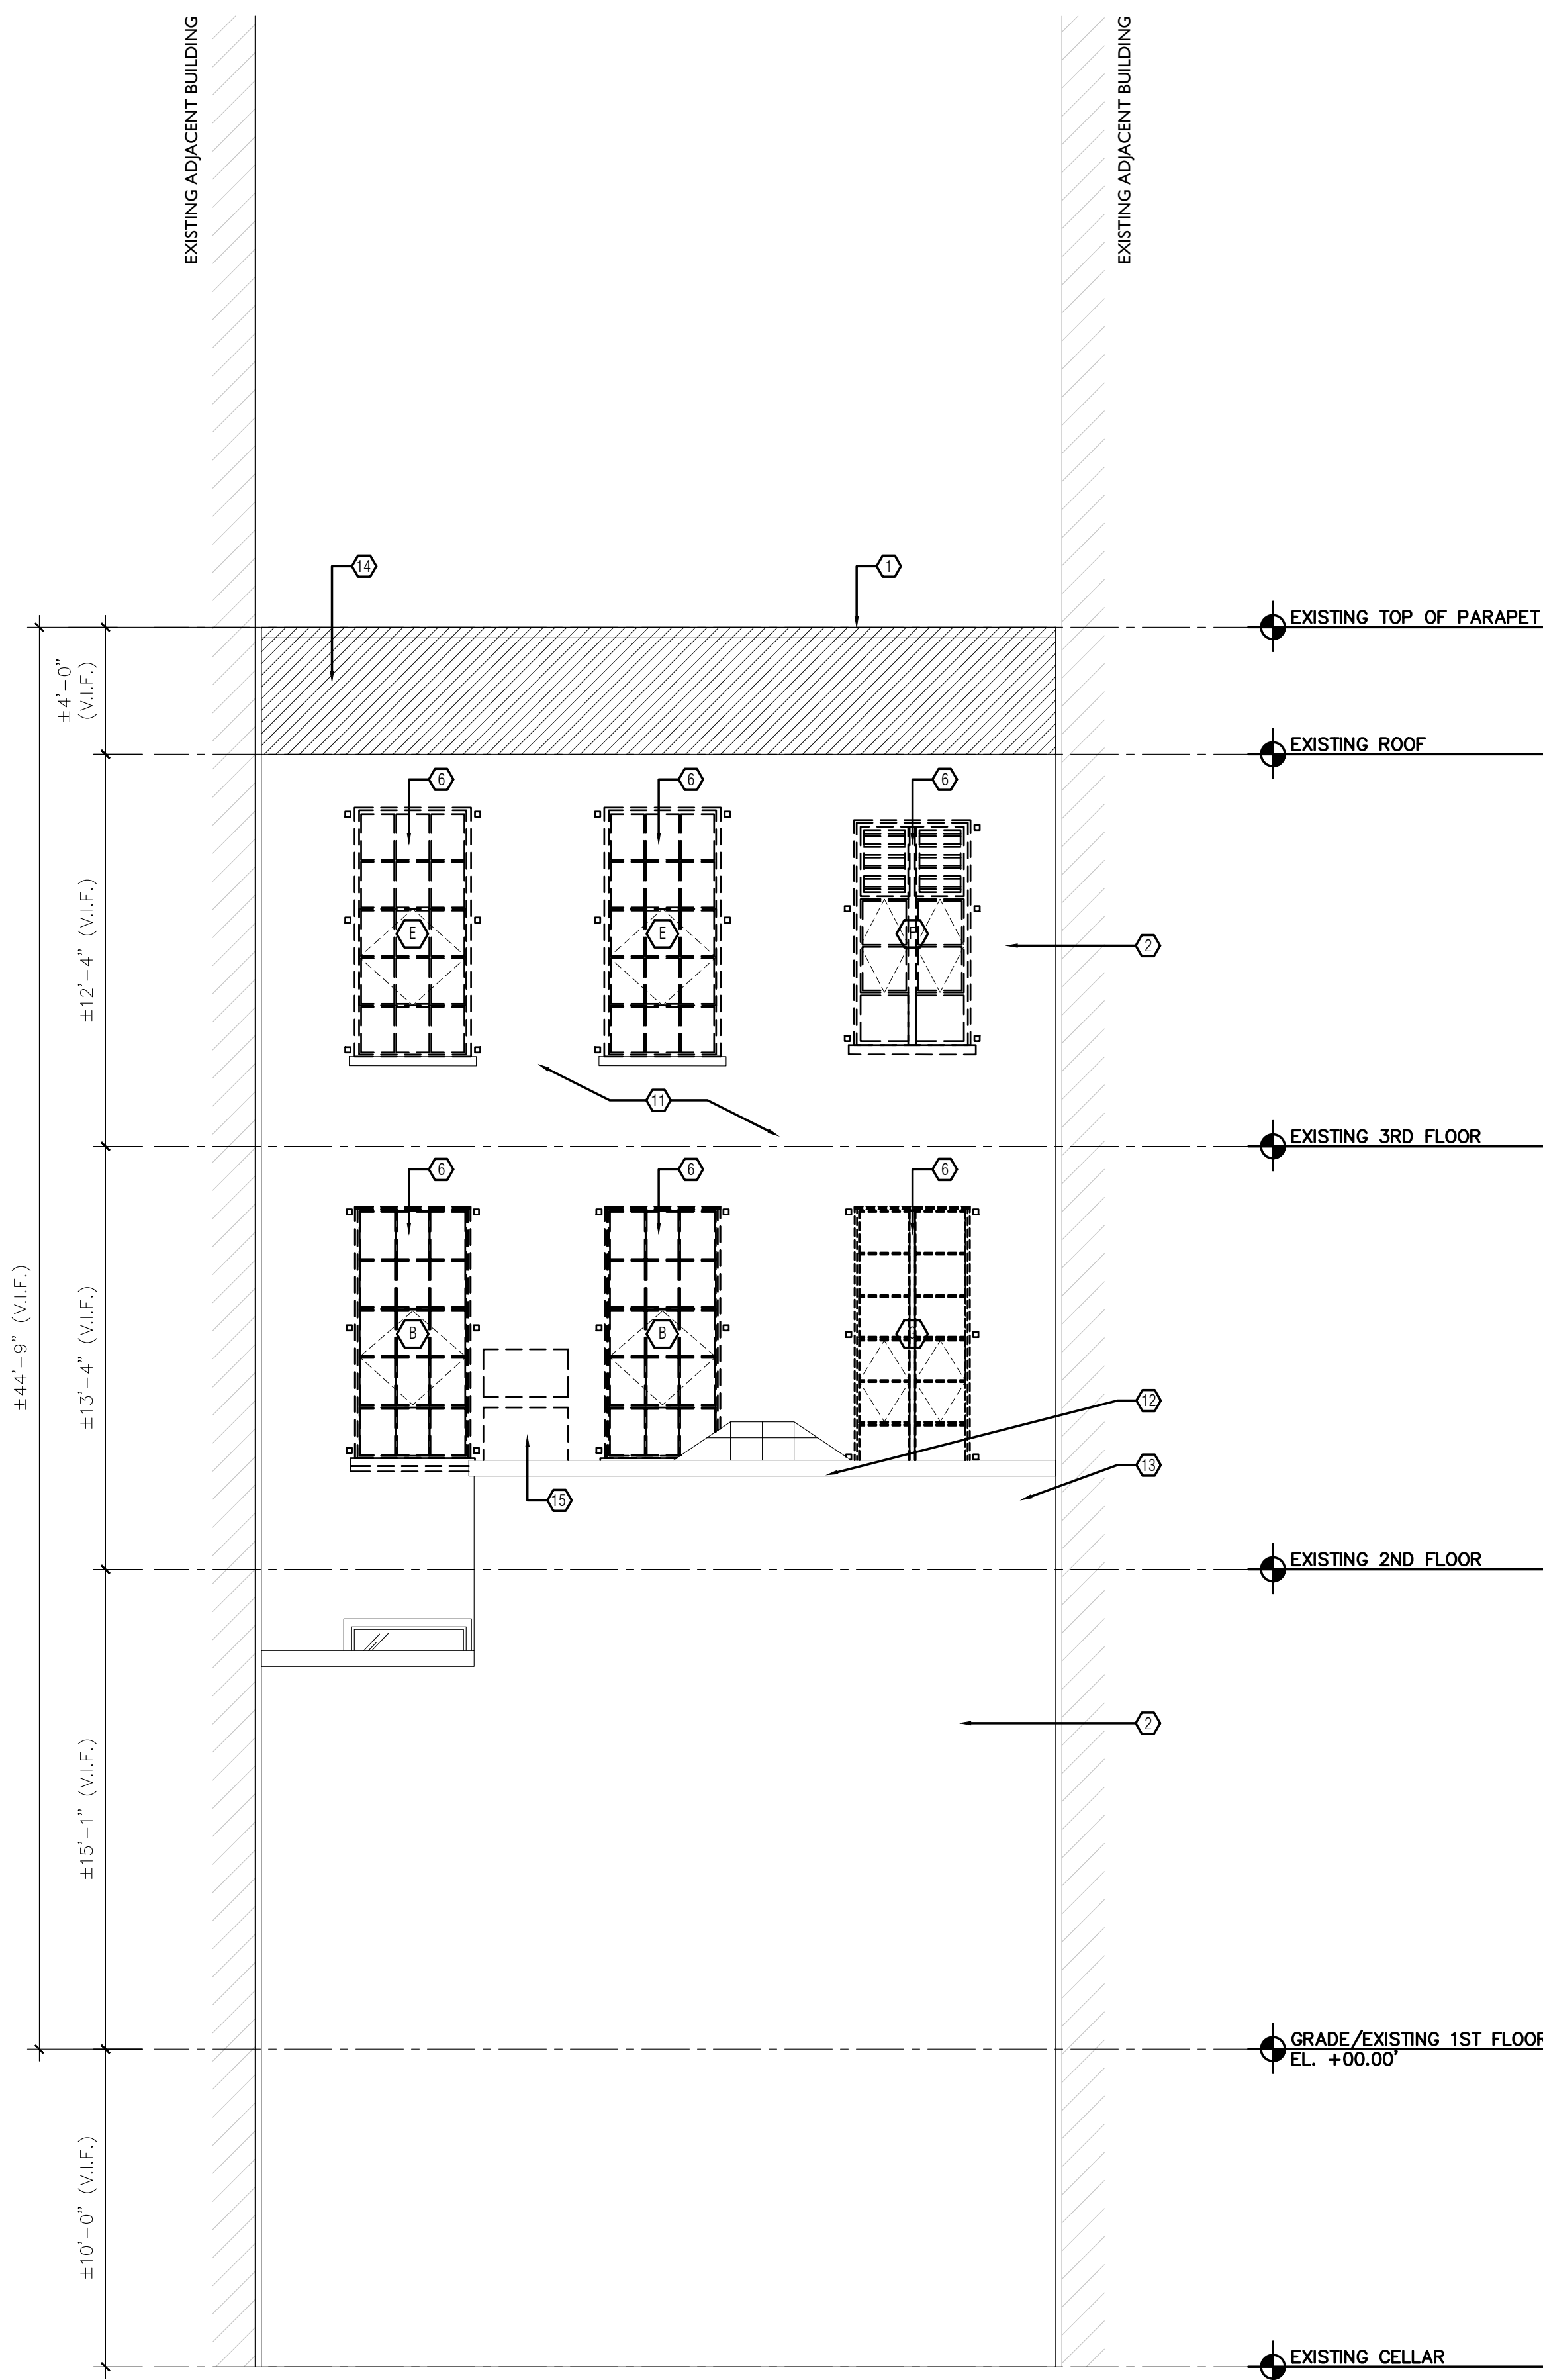 EXISTING ADJACENT BUILDING
EXISTING ADJACENT BUILDING
14
1
EXISTING TOP OF PARAPET
±4'-0"
(V.I.F.)
EXISTING ROOF
6
6
6
±12'-4" (V.I.F.)
E
E
2
11
EXISTING 3RD FLOOR
6
6
6
±44'-9" (V.I.F.)
±13'-4" (V.I.F.)
B
B
12
13
15
EXISTING 2ND FLOOR
2
±15'-1" (V.I.F.)
GRADE/EXISTING 1ST FLOOR
EL. +00.00'
±10'-0" (V.I.F.)
EXISTING CELLAR